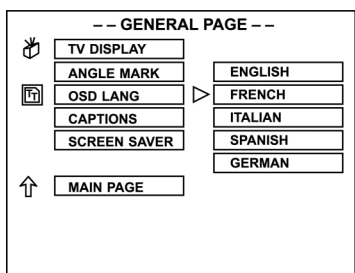 -- GENERAL PAGE --
TV DISPLAY
ANGLE MARK
OSD LANG
CAPTIONS
SCREEN SAVER
MAIN PAGE
ENGLISH
FRENCH
ITALIAN
SPANISH
GERMAN